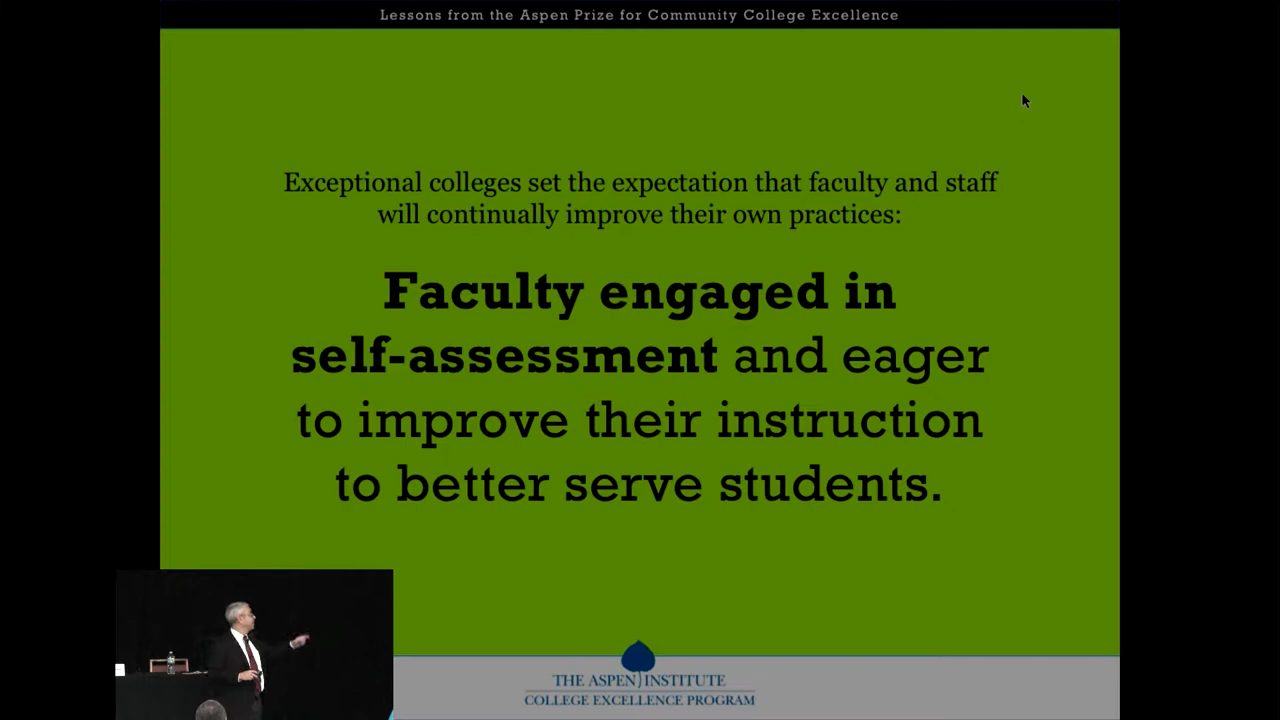 Lessons from the Aspen Prize for Community College Excellence
Exceptional colleges set the expectation that faculty and staff
will continually improve their own practices:
Faculty engaged in
self-assessment and eager
to improve their instruction
to better serve students.
THE ASPEN INSTITUTE
COLLEGE EXCELLENCE PROGRAM